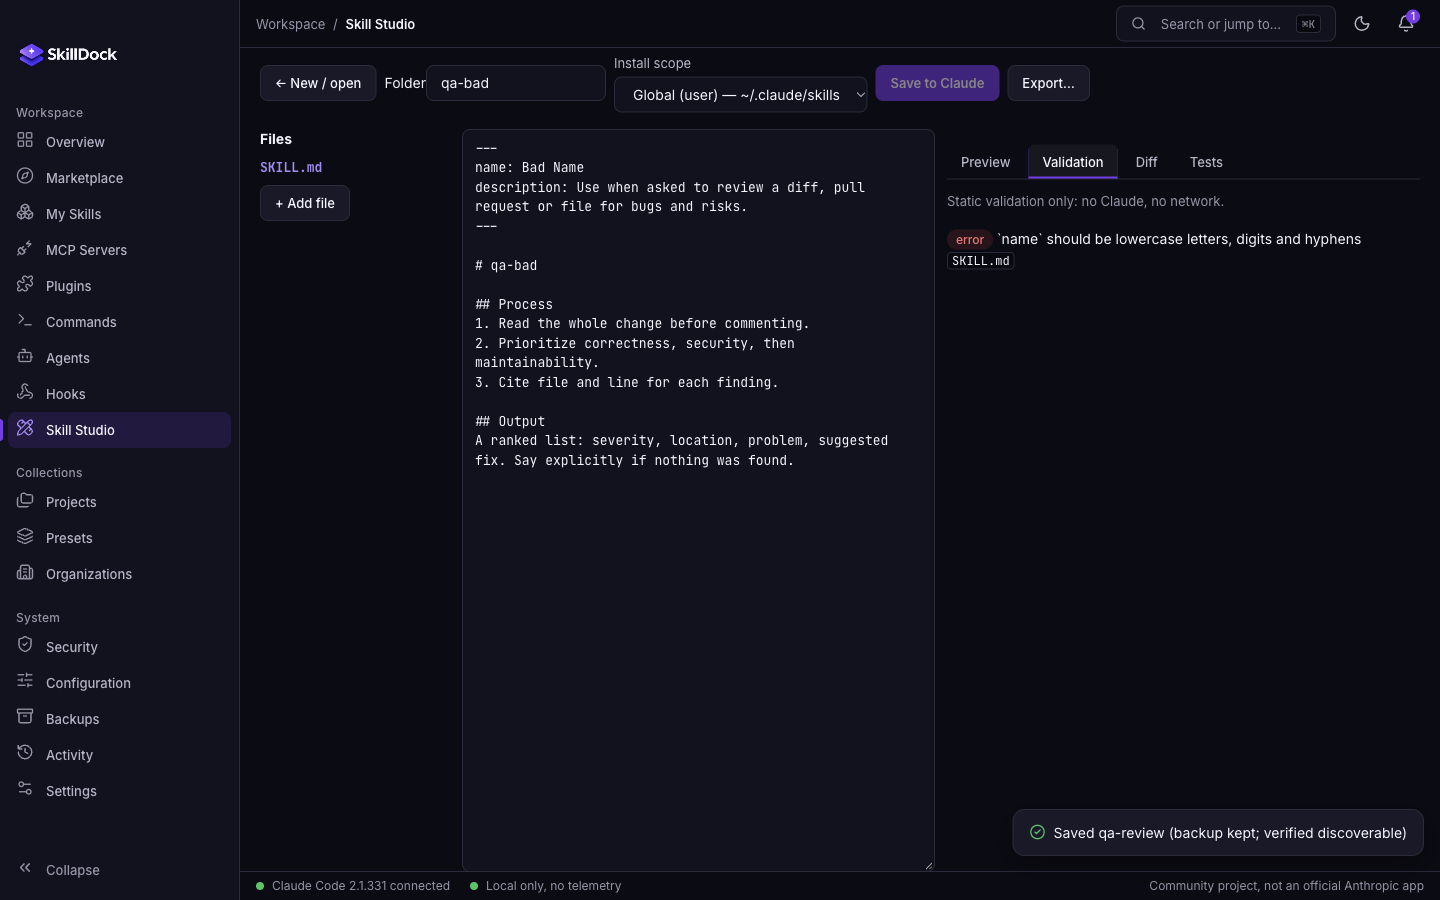 SkillDock
Workspace
Overview
Marketplace
My Skills
MCP Servers
Plugins
Commands
Agents
Hooks
Skill Studio
Collections
Projects
Presets
Organizations
System
Security
Configuration
Backups
Activity
Settings
Collapse
Workspace / Skill Studio
Search or jump to... ⌘K
1
← New / open
Folder
qa-bad
Install scope
Global (user) — ~/.claude/skills
Save to Claude
Export...
Files
SKILL.md
+ Add file
---
name: Bad Name
description: Use when asked to review a diff, pull
request or file for bugs and risks.
---
# qa-bad
## Process
1. Read the whole change before commenting.
2. Prioritize correctness, security, then
maintainability.
3. Cite file and line for each finding.
## Output
A ranked list: severity, location, problem, suggested
fix. Say explicitly if nothing was found.
Preview Validation Diff Tests
Static validation only: no Claude, no network.
error `name` should be lowercase letters, digits and hyphens
SKILL.md
Saved qa-review (backup kept; verified discoverable)
Claude Code 2.1.331 connected
Local only, no telemetry
Community project, not an official Anthropic app